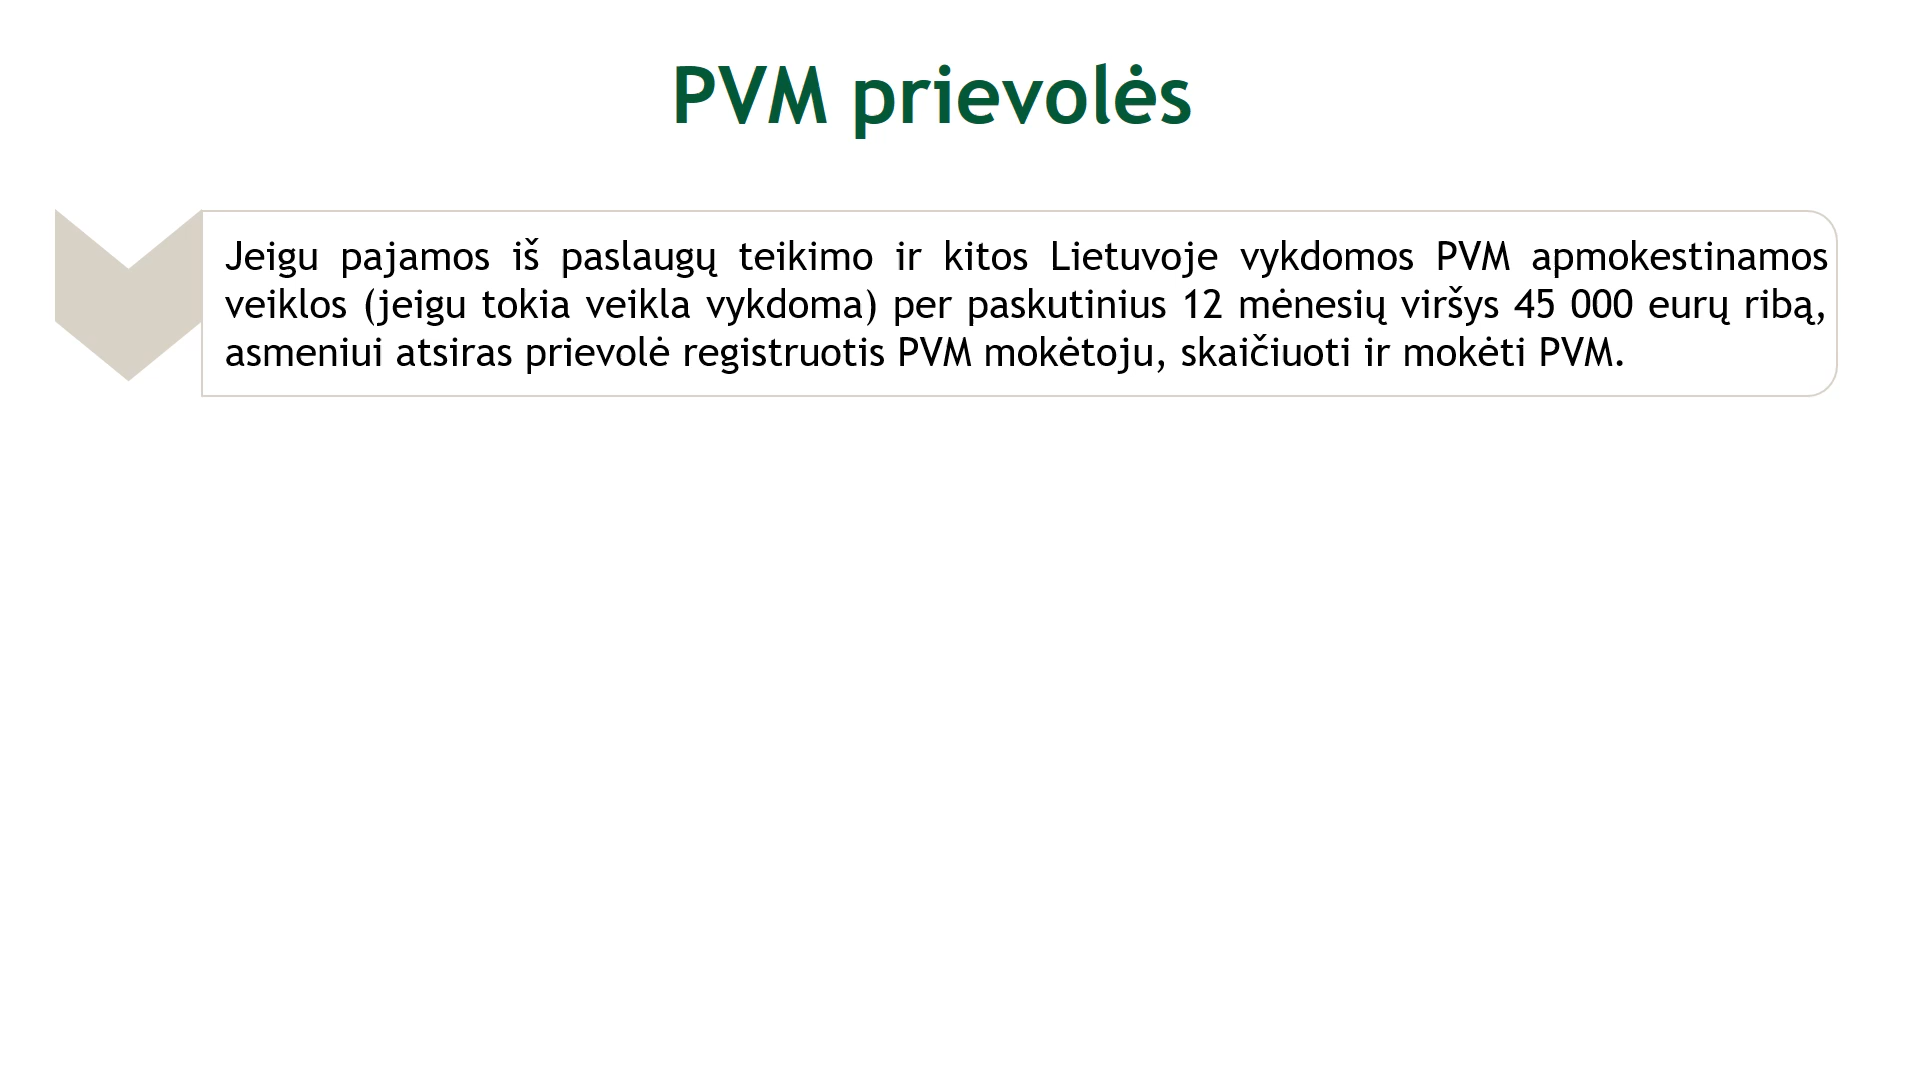 PVM prievolės
Jeigu pajamos iš paslaugų teikimo ir kitos Lietuvoje vykdomos PVM apmokestinamos
veiklos (jeigu tokia veikla vykdoma) per paskutinius 12 mėnesių viršys 45 000 eurų ribą,
asmeniui atsiras prievolė registruotis PVM mokėtoju, skaičiuoti ir mokėti PVM.